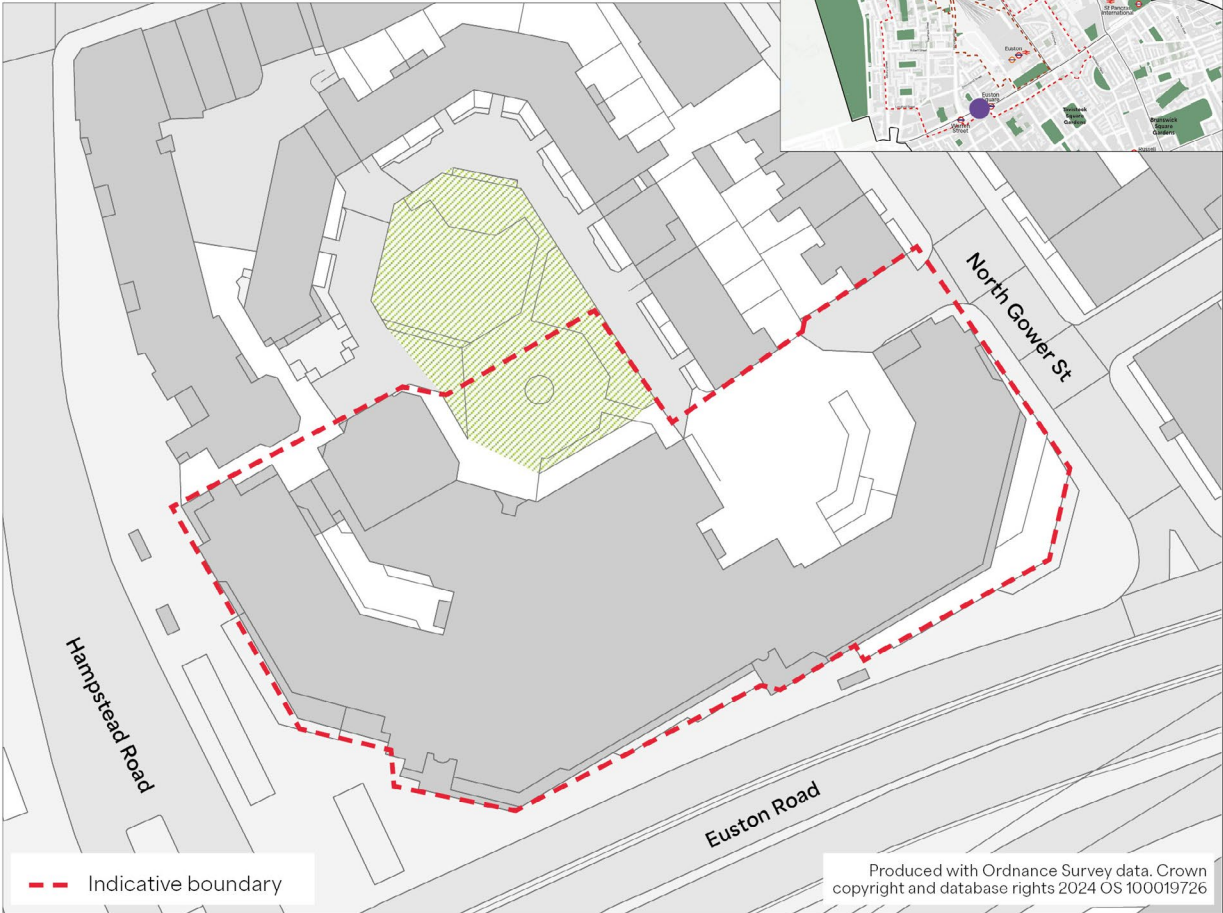 St Pancras
International
Euston
Euston
Square
Warren
Street
Tavistock
Square
Gardens
Brunswick
Square
Gardens
Russell
North Gower St
Hampstead Road
Euston Road
Indicative boundary
Produced with Ordnance Survey data. Crown
copyright and database rights 2024 OS 100019726